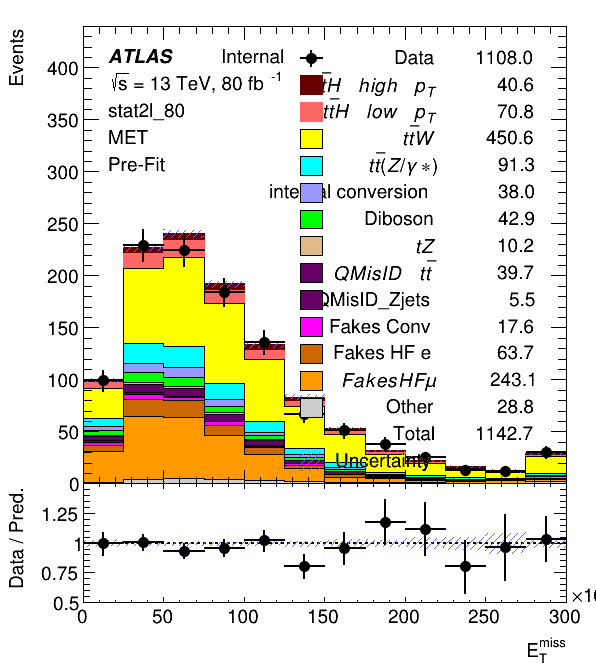 Events
ATLAS Internal
√s = 13 TeV, 80 fb⁻¹
stat2l_80
MET
Pre-Fit
Data 1108.0
tt̄H high p_T 40.6
tt̄H low p_T 70.8
tt̄W 450.6
tt̄(Z/γ*) 91.3
internal conversion 38.0
Diboson 42.9
tZ 10.2
QMisID tt̄ 39.7
QMisID_Zjets 5.5
Fakes Conv 17.6
Fakes HF e 63.7
FakesHFμ 243.1
Other 28.8
Total 1142.7
Uncertainty
400
350
300
250
200
150
100
50
0
Data / Pred.
1.25
1
0.75
0.5
0 50 100 150 200 250 300
E_T^miss